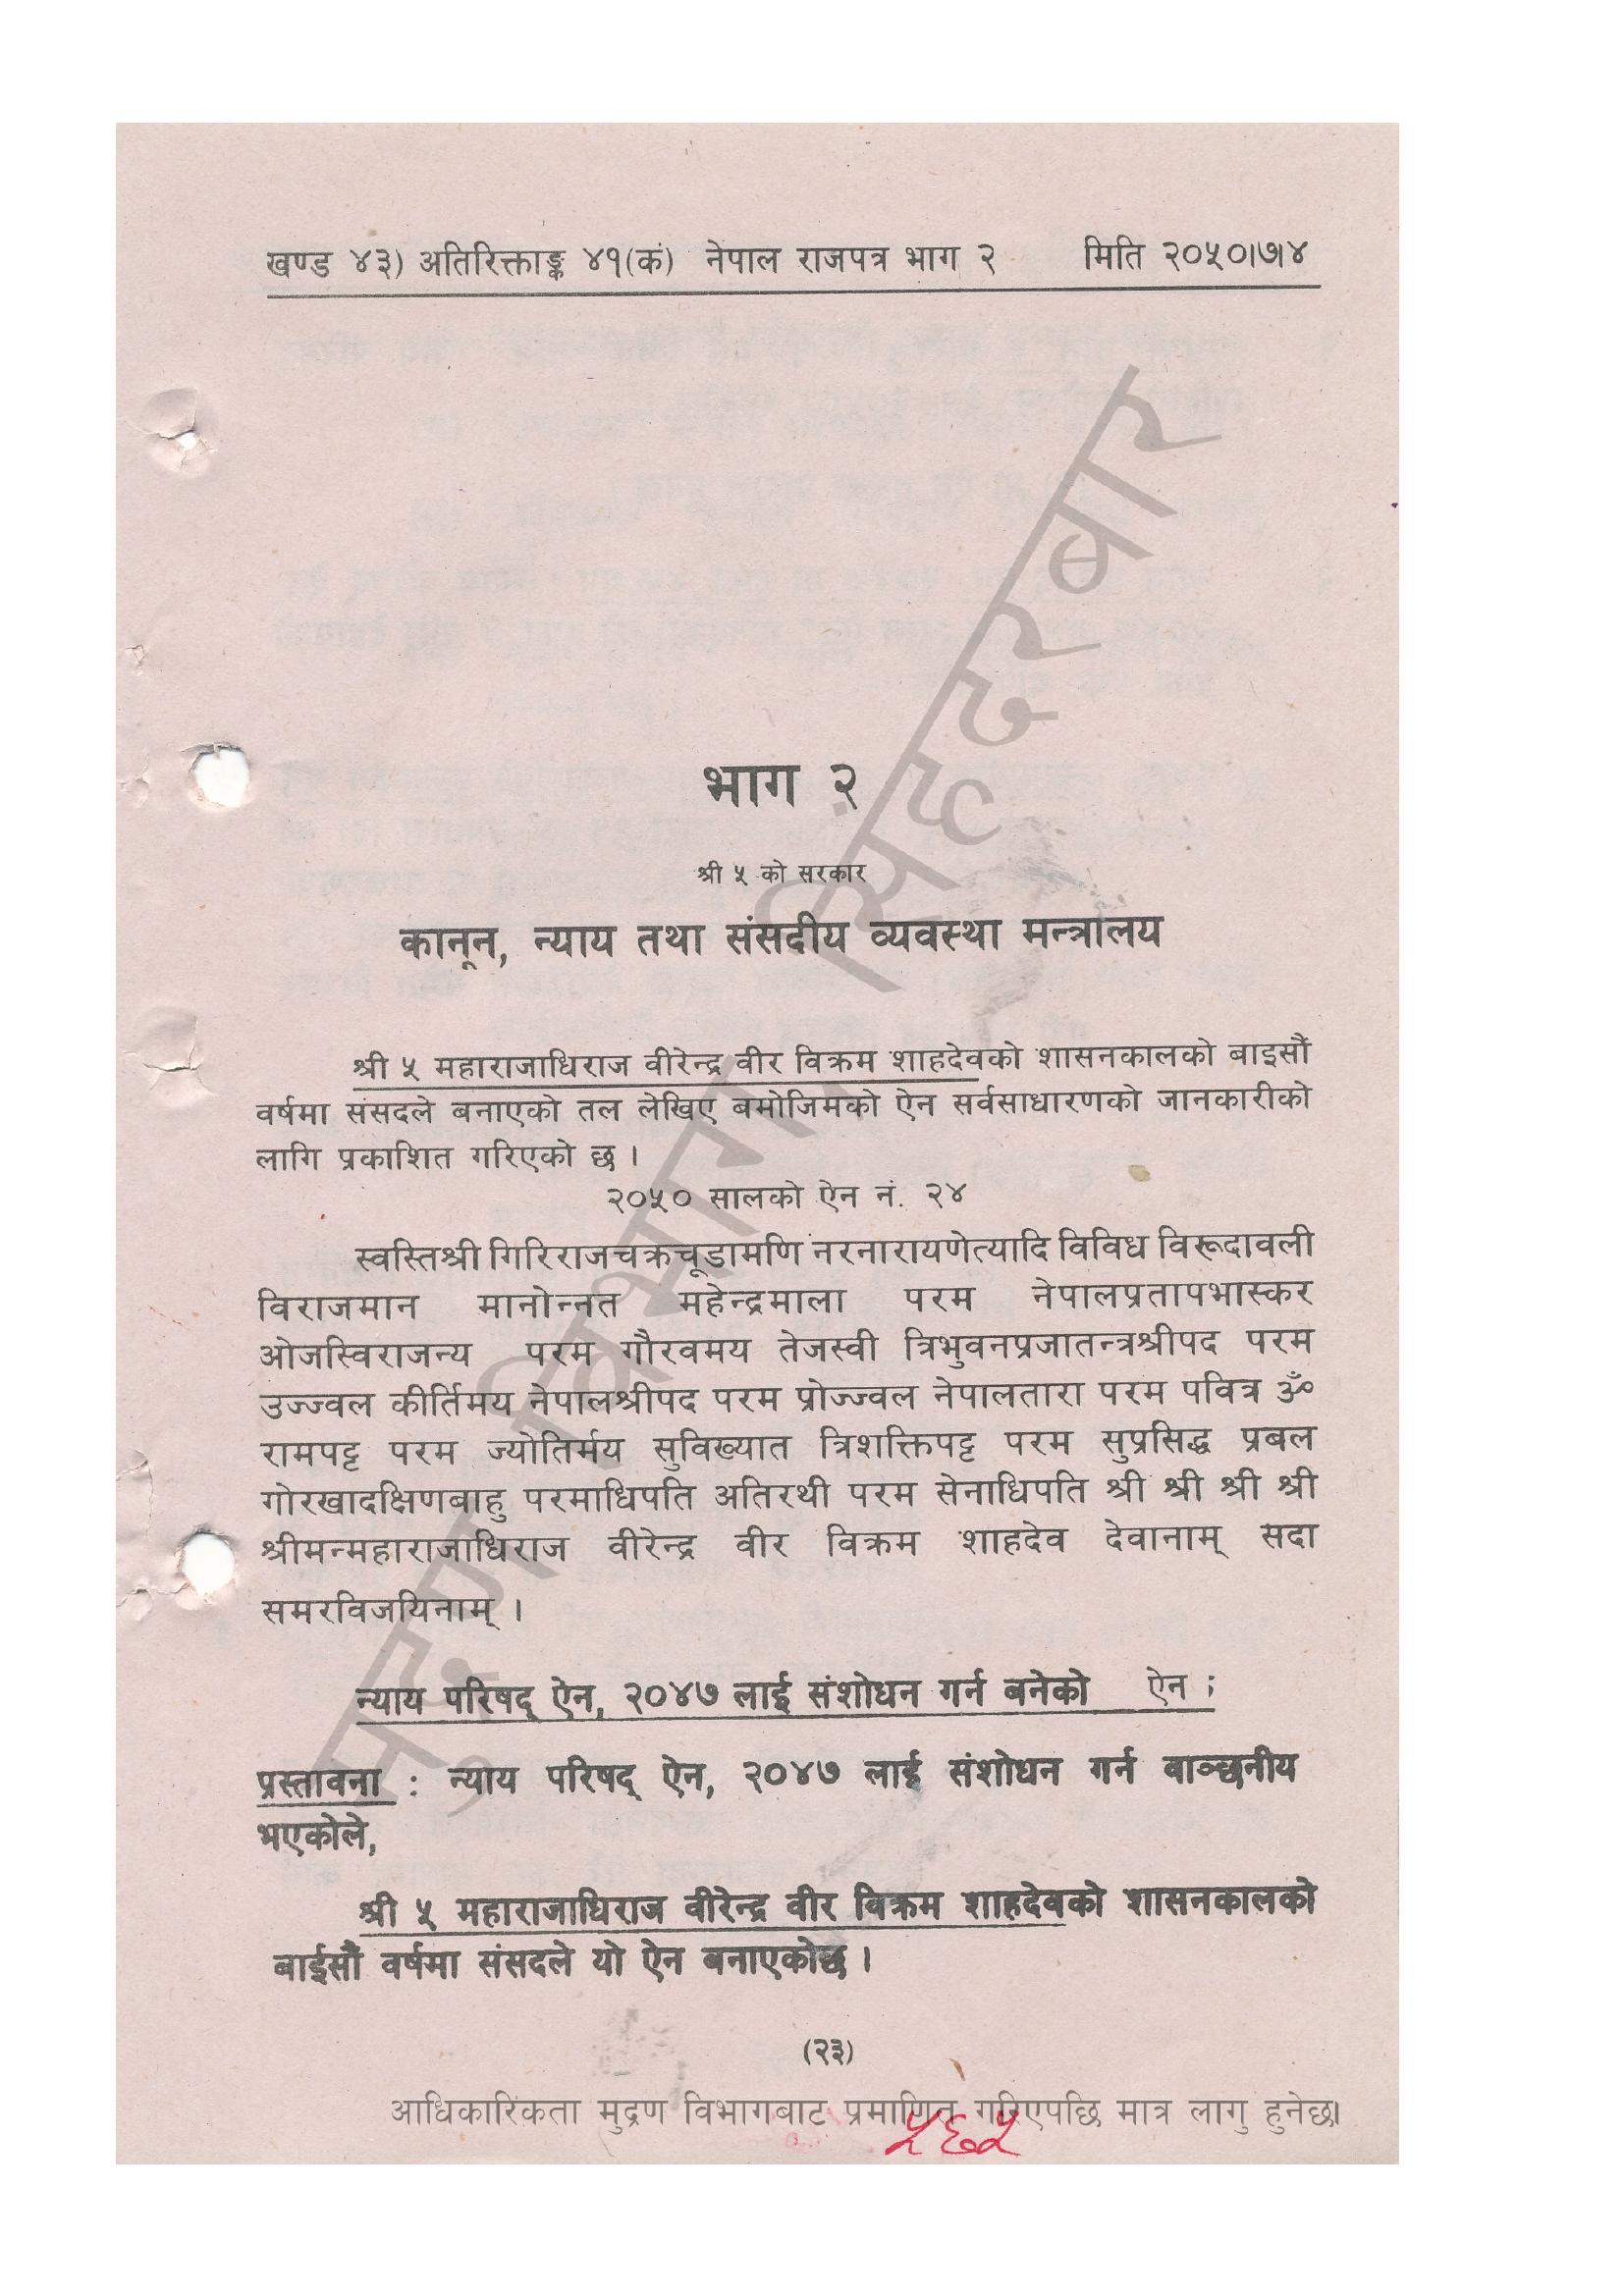 खण्ड ४३) अतिरिक्ताङ्क ४१(क) नेपाल राजपत्र भाग २ मिति २०५०।७।४
भाग २
श्री ५ को सरकार
कानून, न्याय तथा संसदीय व्यवस्था मन्त्रालय
श्री ५ महाराजाधिराज वीरेन्द्र वीर विक्रम शाहदेवको शासनकालको बाइसौं
वर्षमा संसदले बनाएको तल लेखिए बमोजिमको ऐन सर्वसाधारणको जानकारीको
लागि प्रकाशित गरिएको छ ।
२०५० सालको ऐन नं. २४
स्वस्तिश्री गिरिराजचक्रचूडामणि नरनारायणेत्यादि विविध विरूदावली
विराजमान मानोन्नत महेन्द्रमाला परम नेपालप्रतापभास्कर
ओजस्विराजन्य परम गौरवमय तेजस्वी त्रिभुवनप्रजातन्त्रश्रीपद परम
उज्ज्वल कीर्तिमय नेपालश्रीपद परम प्रोज्ज्वल नेपालतारा परम पवित्र ॐ
रामपट्ट परम ज्योतिर्मय सुविख्यात त्रिशक्तिपट्ट परम सुप्रसिद्ध प्रबल
गोरखादक्षिणबाहु परमाधिपति अतिरथी परम सेनाधिपति श्री श्री श्री श्री
श्रीमन्महाराजाधिराज वीरेन्द्र वीर विक्रम शाहदेव देवानाम् सदा
समरविजयिनाम् ।
न्याय परिषद् ऐन, २०४७ लाई संशोधन गर्न बनेको ऐन ;
प्रस्तावना : न्याय परिषद् ऐन, २०४७ लाई संशोधन गर्न वाञ्छनीय
भएकोले,
श्री ५ महाराजाधिराज वीरेन्द्र वीर विक्रम शाहदेवको शासनकालको
बाईसौं वर्षमा संसदले यो ऐन बनाएकोछ ।
(२३)
आधिकारिकता मुद्रण विभागबाट प्रमाणित गरिएपछि मात्र लागु हुनेछ।
५६५
मुद्रण विभाग, सिंहदरबार